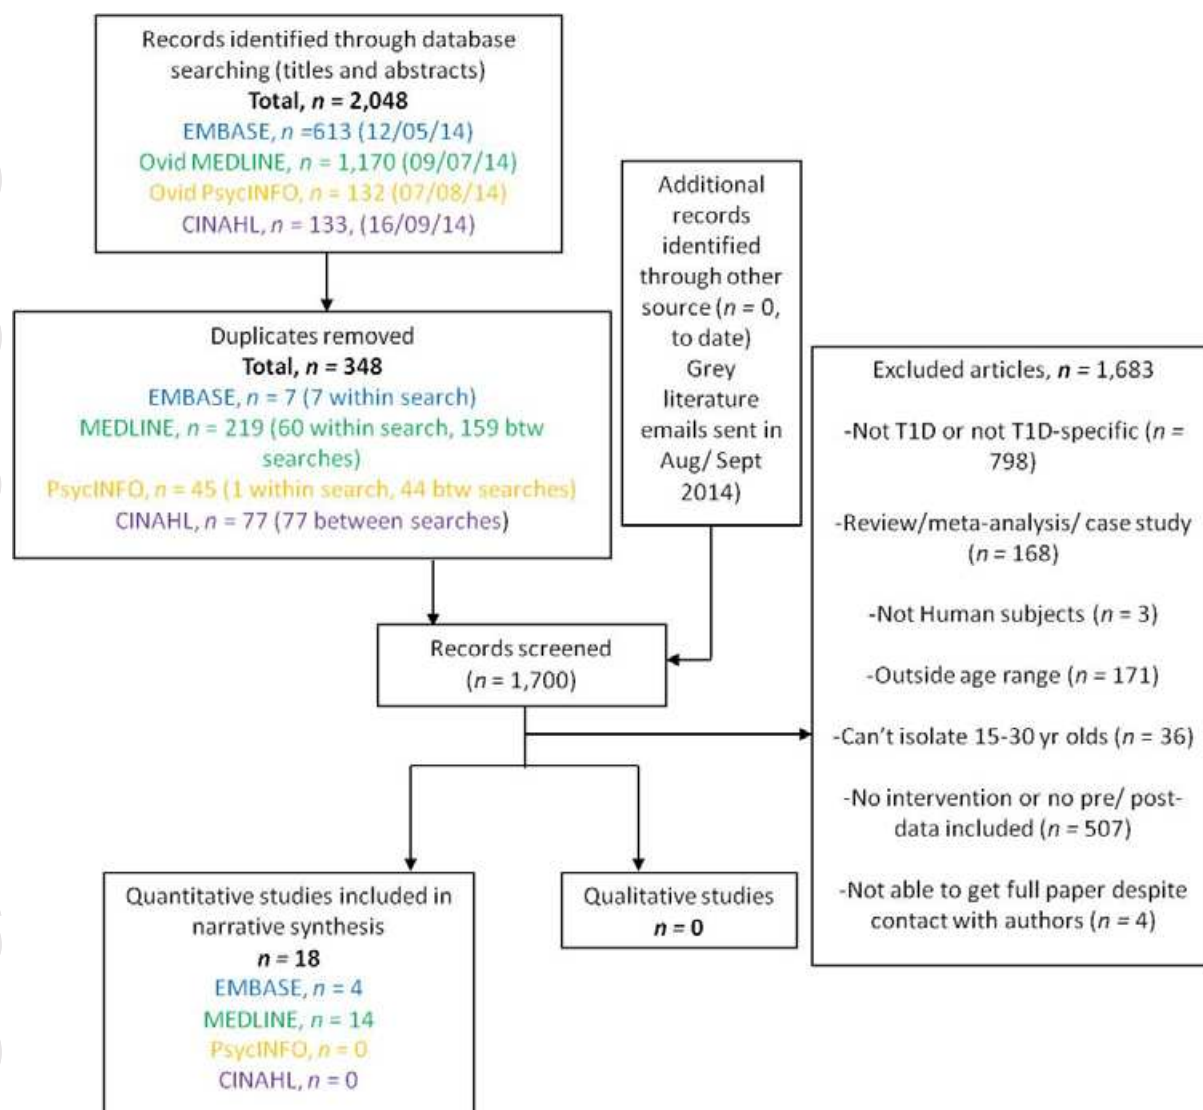 Records identified through database
searching (titles and abstracts)
Total, n = 2,048
EMBASE, n =613 (12/05/14)
Ovid MEDLINE, n = 1,170 (09/07/14)
Ovid PsycINFO, n = 132 (07/08/14)
CINAHL, n = 133, (16/09/14)
Additional
records
identified
through other
source (n = 0,
to date)
Grey
literature
emails sent in
Aug/ Sept
2014)
Duplicates removed
Total, n = 348
EMBASE, n = 7 (7 within search)
MEDLINE, n = 219 (60 within search, 159 btw
searches)
PsycINFO, n = 45 (1 within search, 44 btw searches)
CINAHL, n = 77 (77 between searches)
Records screened
(n = 1,700)
Excluded articles, n = 1,683
-Not T1D or not T1D-specific (n =
798)
-Review/meta-analysis/ case study
(n = 168)
-Not Human subjects (n = 3)
-Outside age range (n = 171)
-Can't isolate 15-30 yr olds (n = 36)
-No intervention or no pre/ post-
data included (n = 507)
-Not able to get full paper despite
contact with authors (n = 4)
Quantitative studies included in
narrative synthesis
n = 18
EMBASE, n = 4
MEDLINE, n = 14
PsycINFO, n = 0
CINAHL, n = 0
Qualitative studies
n = 0